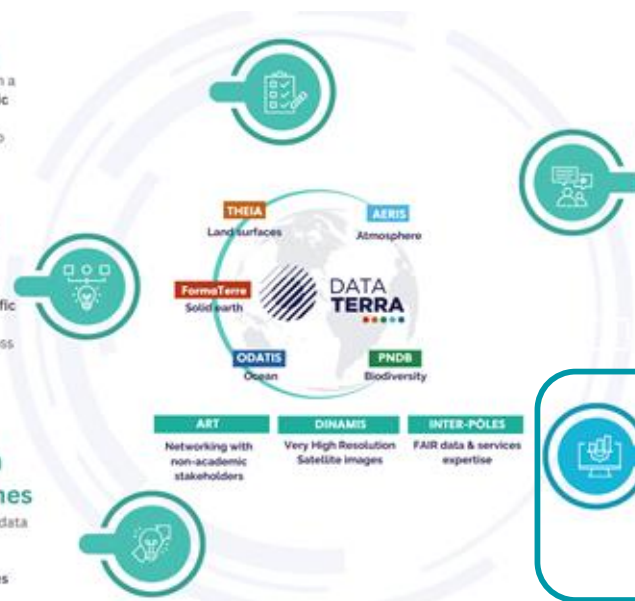 THEIA
Land surfaces
AERIS
Atmosphere
FormaTerre
Solid earth
DATA
TERRA
ODATIS
Ocean
PNDB
Biodiversity
ART
Networking with
non-academic
stakeholders
DINAMIS
Very High Resolution
Satellite images
INTER-PÔLES
FAIR data & services
expertise
data